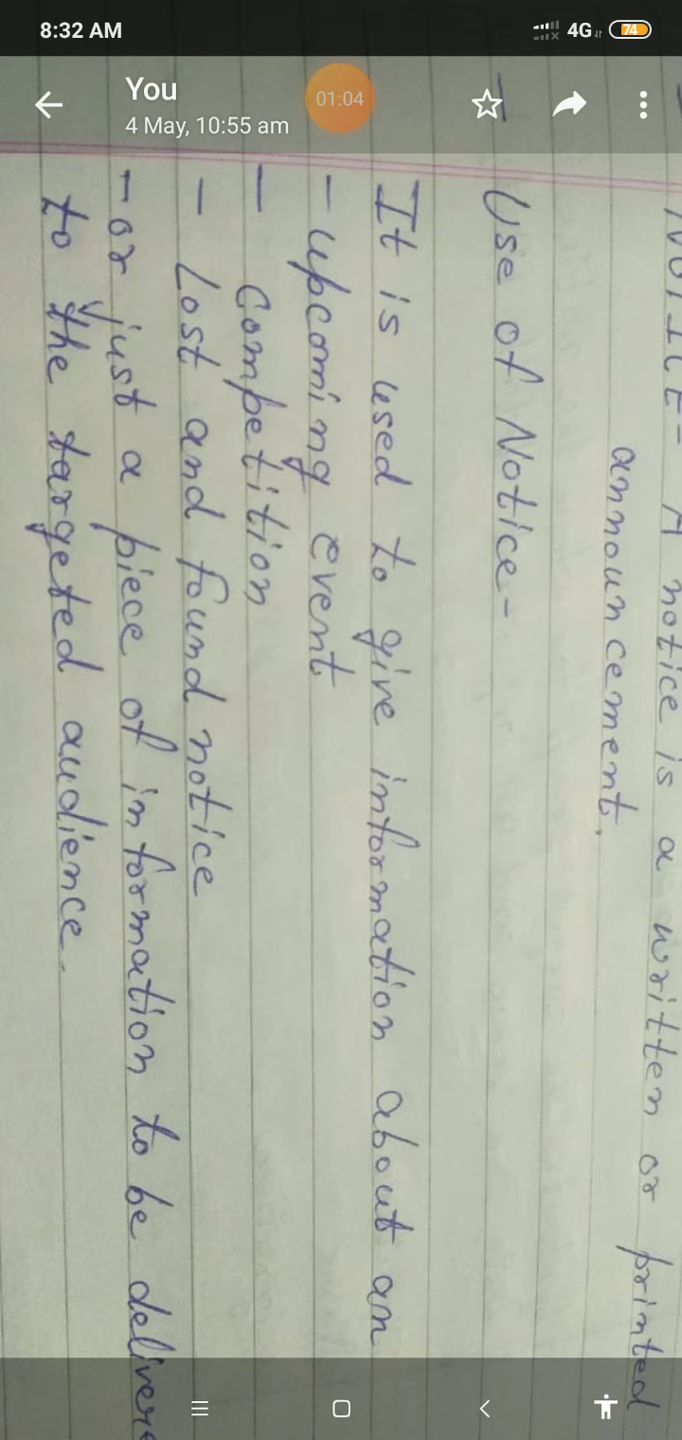 8:32 AM
4G
74
You
01:04
4 May, 10:55 am
NOTICE- A notice is a written or printed
announcement.
Use of Notice-
It is used to give information about an
- upcoming event
- Competition
- Lost and found notice
- or just a piece of information to be delivere
to the targeted audience.